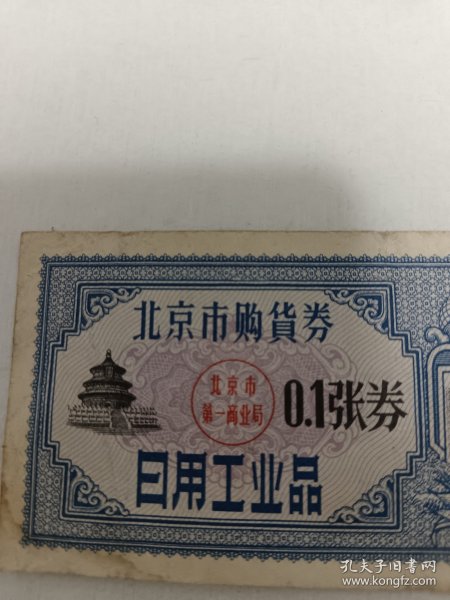 北京市购貨券
北京市
第一商业局
0.1张券
日用工业品
孔夫子旧书网
www.kongfz.com